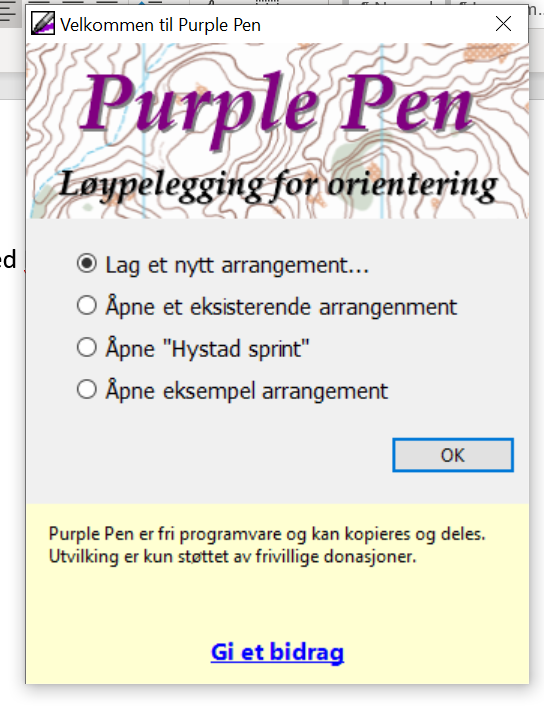 Velkommen til Purple Pen
Purple Pen
Løypelegging for orientering
ed
Lag et nytt arrangement...
Åpne et eksisterende arrangenment
Åpne "Hystad sprint"
Åpne eksempel arrangement
OK
Purple Pen er fri programvare og kan kopieres og deles.
Utvilking er kun støttet av frivillige donasjoner.
Gi et bidrag